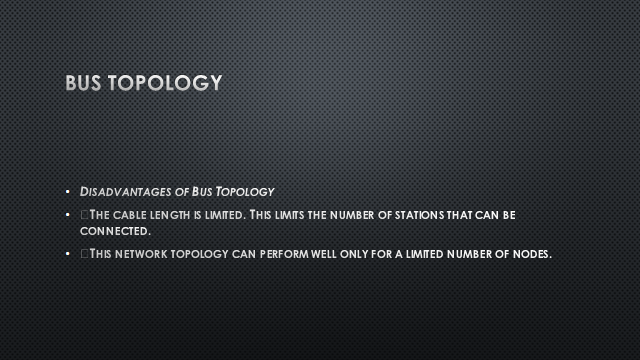 BUS TOPOLOGY
• DISADVANTAGES OF BUS TOPOLOGY
• □THE CABLE LENGTH IS LIMITED. THIS LIMITS THE NUMBER OF STATIONS THAT CAN BE
CONNECTED.
• □THIS NETWORK TOPOLOGY CAN PERFORM WELL ONLY FOR A LIMITED NUMBER OF NODES.